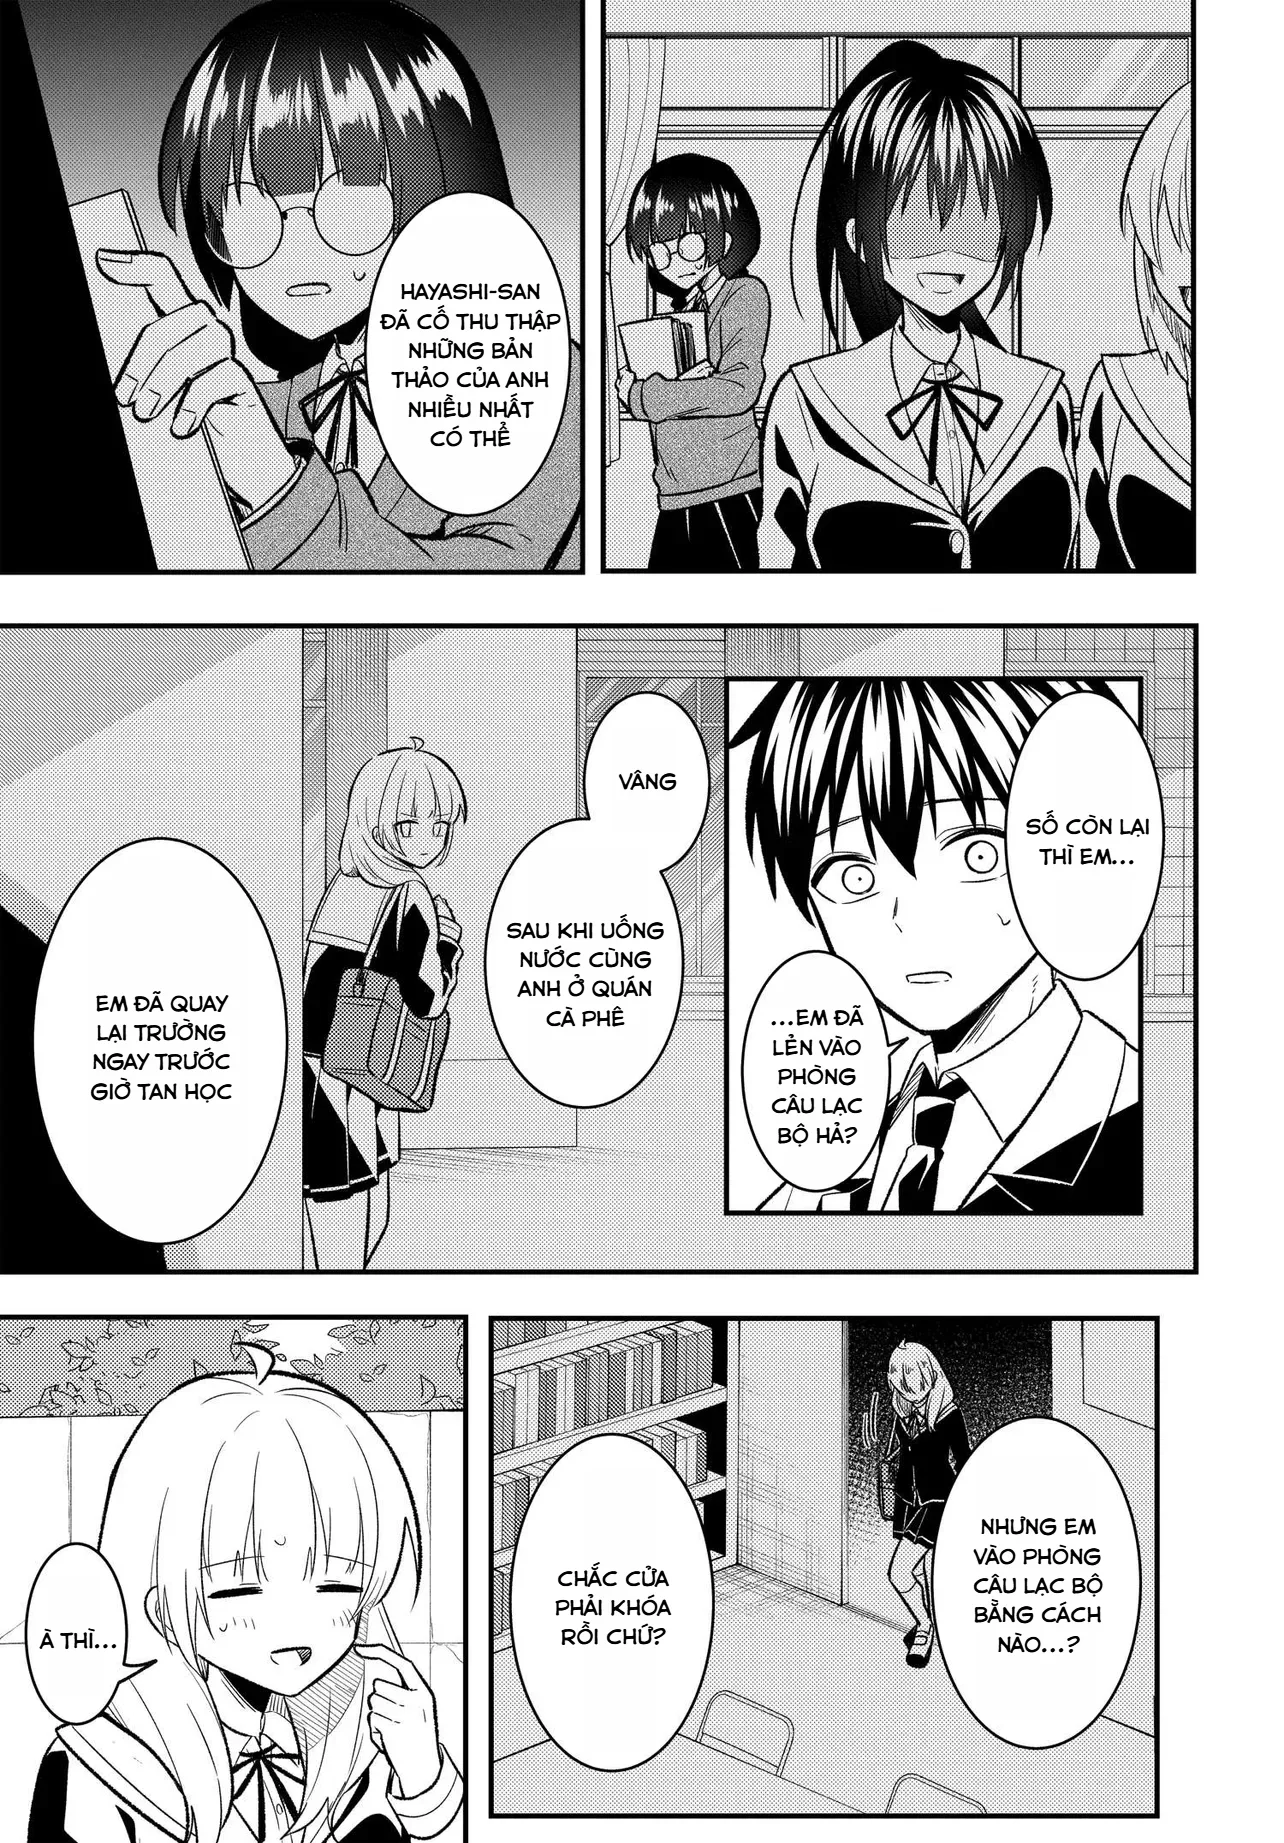 HAYASHI-SAN
ĐÃ CỐ THU THẬP
NHỮNG BẢN
THẢO CỦA ANH
NHIỀU NHẤT
CÓ THỂ
SỐ CÒN LẠI
THÌ EM...
...EM ĐÃ
LẺN VÀO
PHÒNG
CÂU LẠC
BỘ HẢ?
VÂNG
SAU KHI UỐNG
NƯỚC CÙNG
ANH Ở QUÁN
CÀ PHÊ
EM ĐÃ QUAY
LẠI TRƯỜNG
NGAY TRƯỚC
GIỜ TAN HỌC
NHƯNG EM
VÀO PHÒNG
CÂU LẠC BỘ
BẰNG CÁCH
NÀO...?
CHẮC CỬA
PHẢI KHÓA
RỒI CHỨ?
À THÌ...